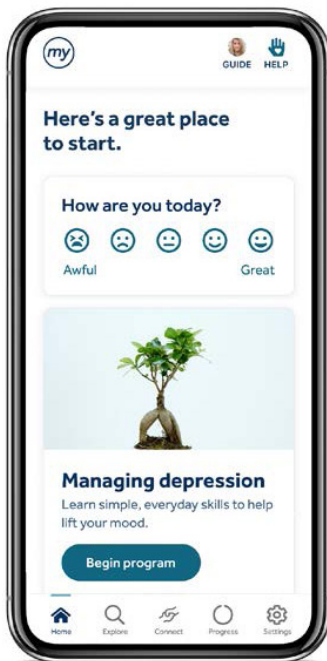 my
GUIDE HELP
Here's a great place
to start.
How are you today?
Awful Great
Managing depression
Learn simple, everyday skills to help
lift your mood.
Begin program
Home Explore Connect Progress Settings